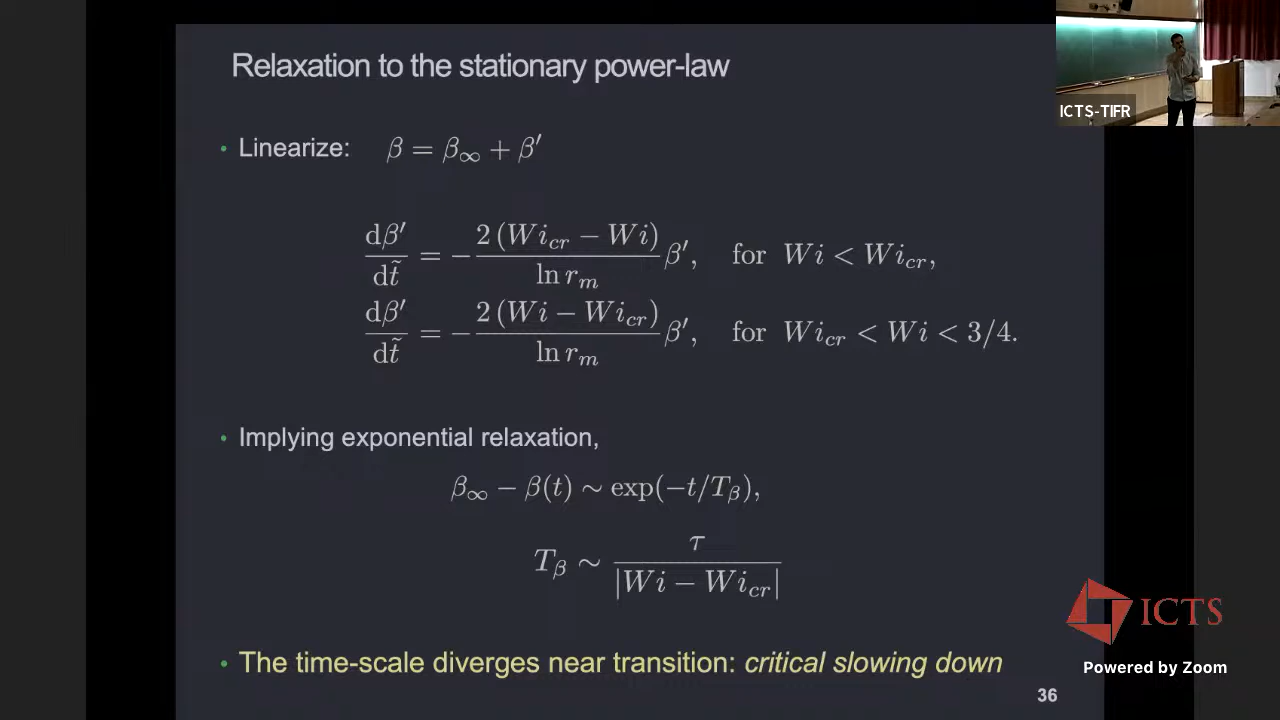 Relaxation to the stationary power-law
ICTS-TIFR
• Linearize: β = β∞ + β′
dβ′/dt̃ = − 2 (Wi_cr − Wi)/ln r_m β′, for Wi < Wi_cr,
dβ′/dt̃ = − 2 (Wi − Wi_cr)/ln r_m β′, for Wi_cr < Wi < 3/4.
• Implying exponential relaxation,
β∞ − β(t) ∼ exp(−t/T_β),
T_β ∼ τ/|Wi − Wi_cr|
ICTS
• The time-scale diverges near transition: critical slowing down
Powered by Zoom
36